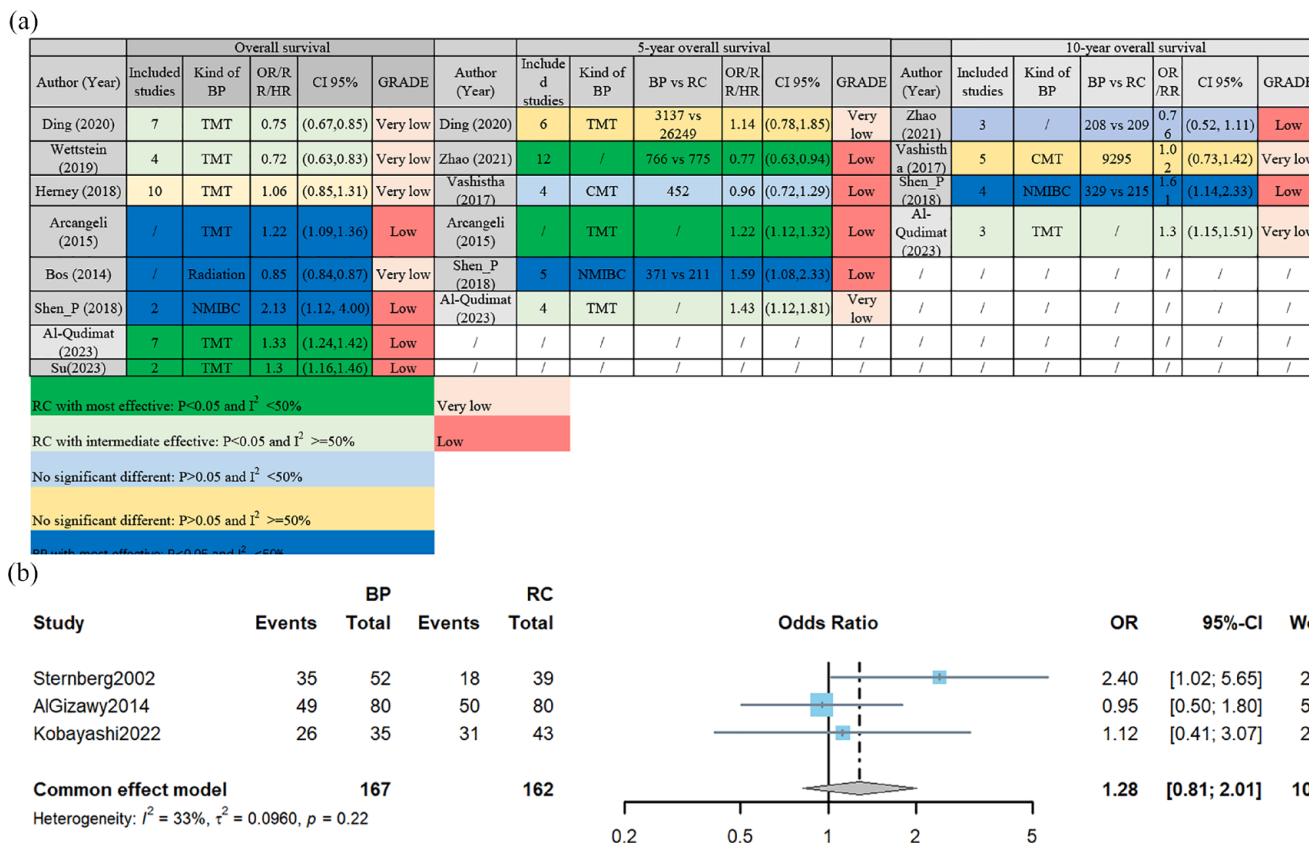 (a)
Overall survival 5-year overall survival 10-year overall survival
Author (Year) Included studies Kind of BP OR/R R/HR CI 95% GRADE Author (Year) Include d studies Kind of BP BP vs RC OR/R R/HR CI 95% GRADE Author (Year) Included studies Kind of BP BP vs RC OR /RR CI 95% GRADE
Ding (2020) 7 TMT 0.75 (0.67,0.85) Very low Ding (2020) 6 TMT 3137 vs 26249 1.14 (0.78,1.85) Very low Zhao (2021) 3 / 208 vs 209 0.7 6 (0.52, 1.11) Low
Wettstein (2019) 4 TMT 0.72 (0.63,0.83) Very low Zhao (2021) 12 / 766 vs 775 0.77 (0.63,0.94) Low Vashisth a (2017) 5 CMT 9295 1.0 02 (0.73,1.42) Very low
Herney (2018) 10 TMT 1.06 (0.85,1.31) Very low Vashistha (2017) 4 CMT 452 0.96 (0.72,1.29) Low Shen_P (2018) 4 NMIBC 329 vs 215 1.6 1 (1.14,2.33) Low
Arcangeli (2015) / TMT 1.22 (1.09,1.36) Low Arcangeli (2015) / TMT / 1.22 (1.12,1.32) Low Al-Qudimat (2023) 3 TMT / 1.3 (1.15,1.51) Very low
Bos (2014) / Radiation 0.85 (0.84,0.87) Very low Shen_P (2018) 5 NMIBC 371 vs 211 1.59 (1.08,2.33) Low / / / / / / /
Shen_P (2018) 2 NMIBC 2.13 (1.12, 4.00) Low Al-Qudimat (2023) 4 TMT / 1.43 (1.12,1.81) Very low / / / / / / /
Al-Qudimat (2023) 7 TMT 1.33 (1.24,1.42) Low / / / / / / / / / / / / / /
Su(2023) 2 TMT 1.3 (1.16,1.46) Low / / / / / / / / / / / / / /
RC with most effective: P<0.05 and I² <50% Very low
RC with intermediate effective: P<0.05 and I² >=50% Low
No significant different: P>0.05 and I² <50%
No significant different: P>0.05 and I² >=50%
BP with most effective: P<0.05 and I² <50%
(b)
BP RC
Study Events Total Events Total Odds Ratio OR 95%-CI
Sternberg2002 35 52 18 39 2.40 [1.02; 5.65]
AlGizawy2014 49 80 50 80 0.95 [0.50; 1.80]
Kobayashi2022 26 35 31 43 1.12 [0.41; 3.07]
Common effect model 167 162 1.28 [0.81; 2.01]
Heterogeneity: I² = 33%, τ² = 0.0960, p = 0.22
0.2 0.5 1 2 5